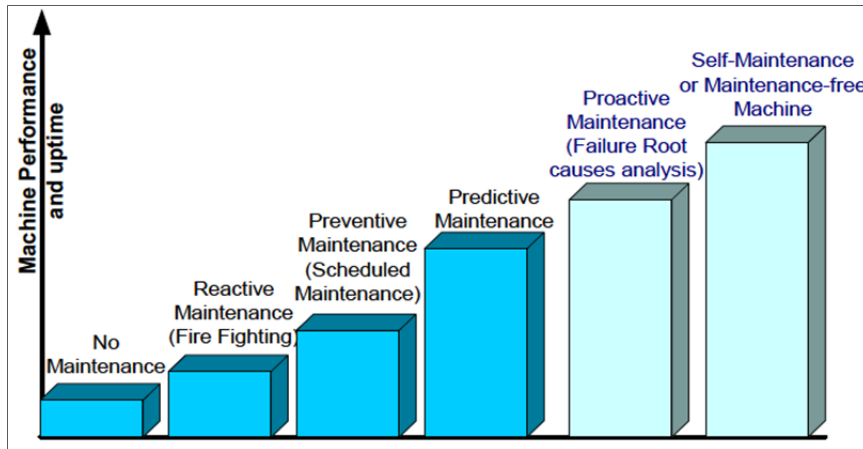 Machine Performance
and uptime
No
Maintenance
Reactive
Maintenance
(Fire Fighting)
Preventive
Maintenance
(Scheduled
Maintenance)
Predictive
Maintenance
Proactive
Maintenance
(Failure Root
causes analysis)
Self-Maintenance
or Maintenance-free
Machine